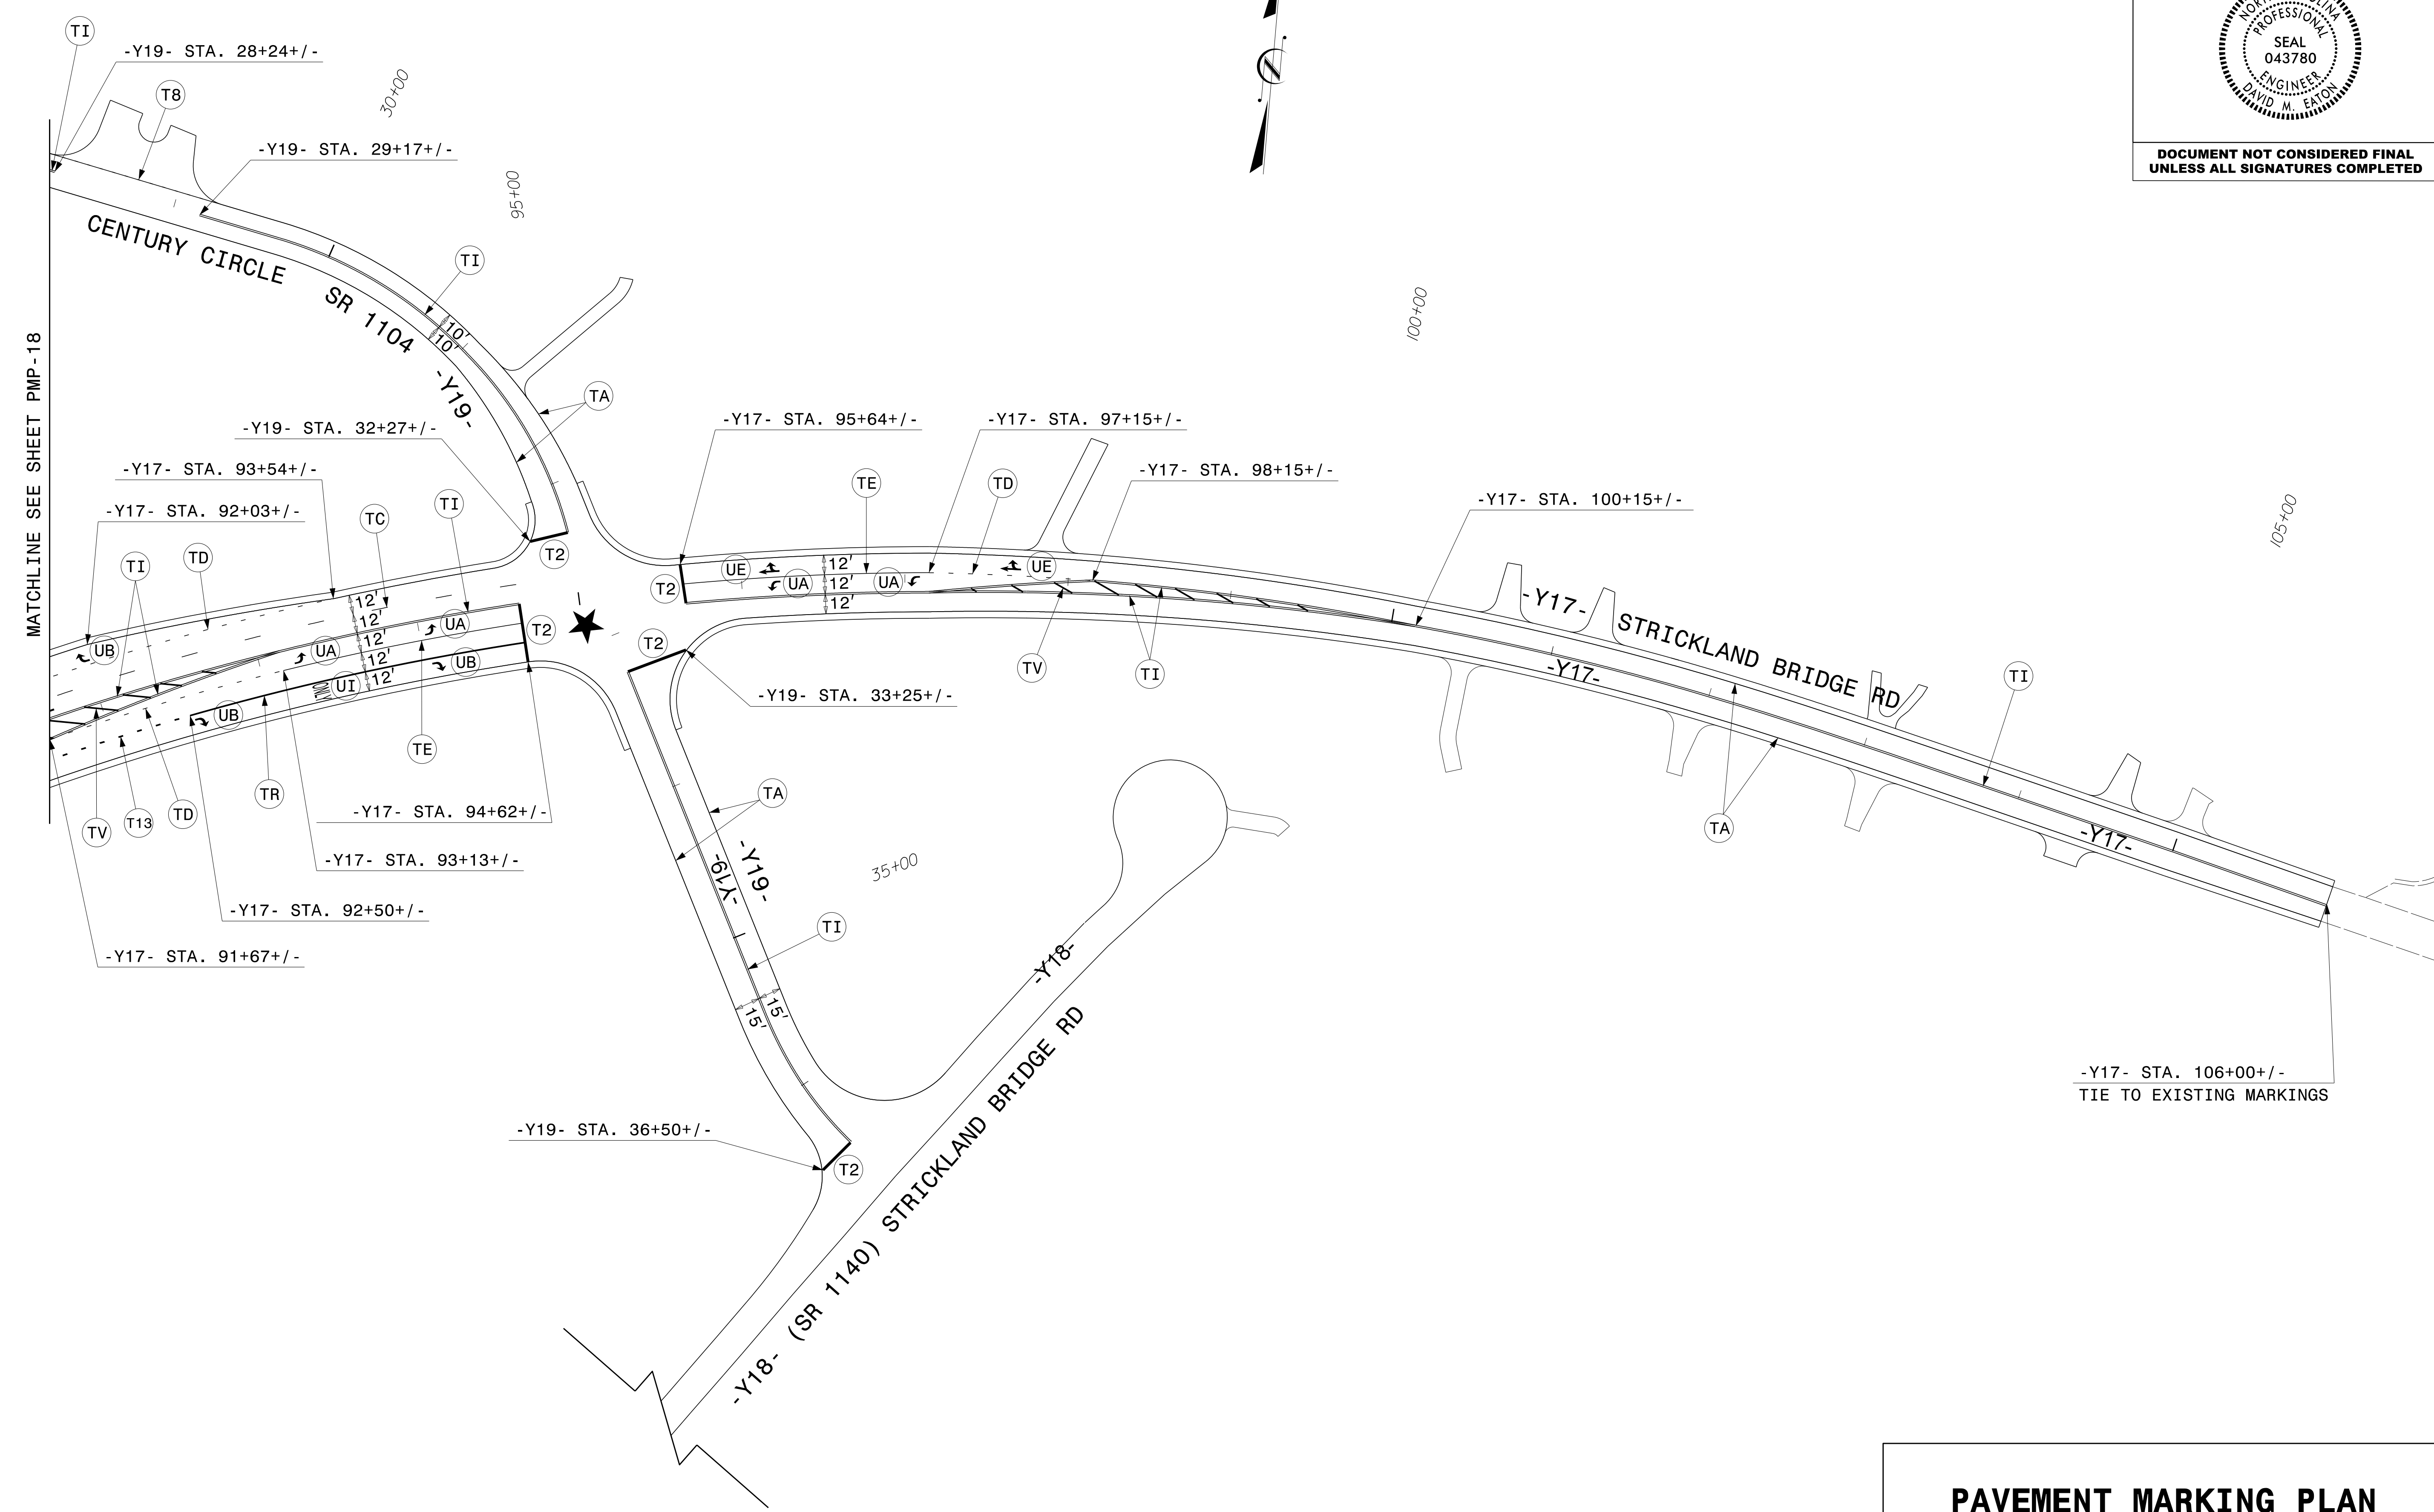 TI
-Y19- STA. 28+24+/-
T8
30+00
-Y19- STA. 29+17+/-
95+00
PROFESSIONAL
SEAL
043780
ENGINEER
DAVID M. EATON
DOCUMENT NOT CONSIDERED FINAL
UNLESS ALL SIGNATURES COMPLETED
CENTURY CIRCLE SR 1104 -Y19-
TI
10'
10'
100+00
MATCHLINE SEE SHEET PMP-18
TA
-Y19- STA. 32+27+/-
-Y17- STA. 95+64+/-
-Y17- STA. 97+15+/-
-Y17- STA. 93+54+/-
-Y17- STA. 98+15+/-
TE
TD
-Y17- STA. 100+15+/-
105+00
-Y17- STA. 92+03+/-
TC
TI
TI
TD
T2
UE
UA
12'
12'
12'
UA
UE
T2
12'
12'
12'
12'
12'
UA
T2
UB
UA
UB
UI
ONLY
UB
T2
TV
TI
-Y17- STRICKLAND BRIDGE RD
-Y17-
TI
-Y19- STA. 33+25+/-
TE
TR
TV
T13
TD
-Y17- STA. 94+62+/-
TA
TA
-Y17-
-Y17- STA. 93+13+/-
-Y19-
-Y19-
35+00
-Y17- STA. 92+50+/-
TI
-Y17- STA. 91+67+/-
-Y18-
15'
15'
-Y17- STA. 106+00+/-
TIE TO EXISTING MARKINGS
-Y19- STA. 36+50+/-
T2
-Y18- (SR 1140) STRICKLAND BRIDGE RD
PAVEMENT MARKING PLAN